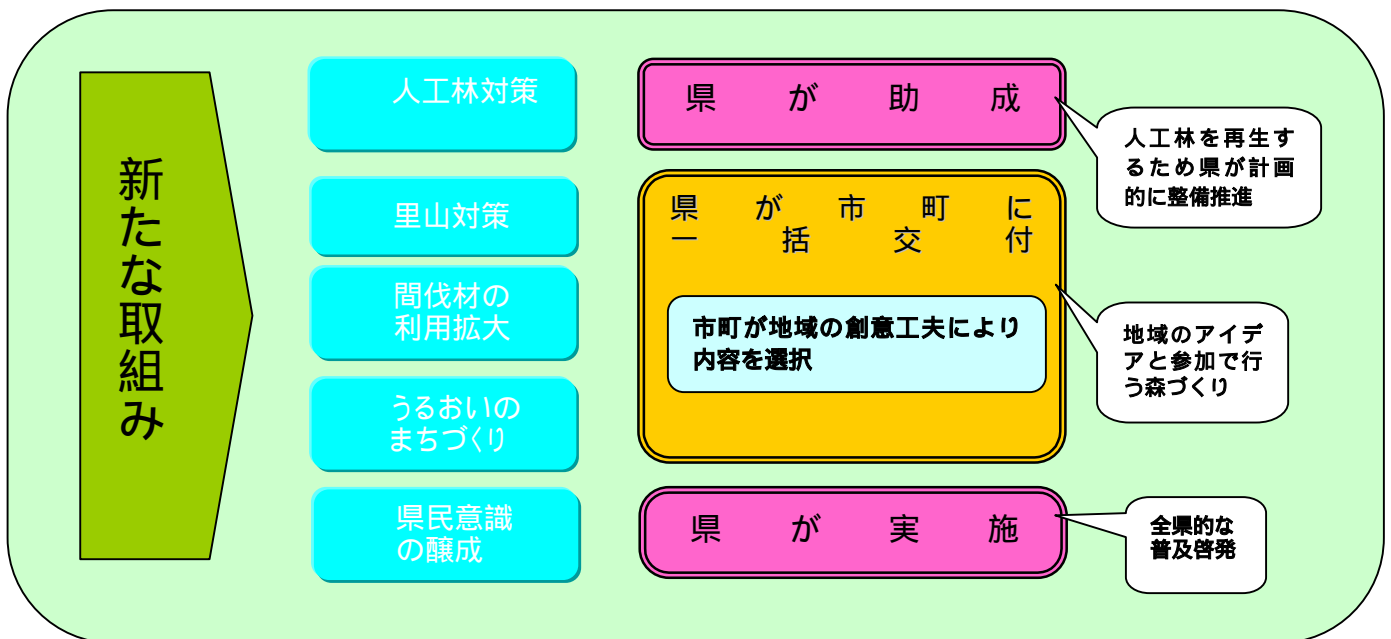 新たな取組み
人工林対策
県が助成
人工林を再生す
るため県が計画
的に整備推進
里山対策
間伐材の
利用拡大
うるおいの
まちづくり
県が市町に
一括交付
市町が地域の創意工夫により
内容を選択
地域のアイデ
アと参加で行
う森づくり
県民意識
の醸成
県が実施
全県的な
普及啓発